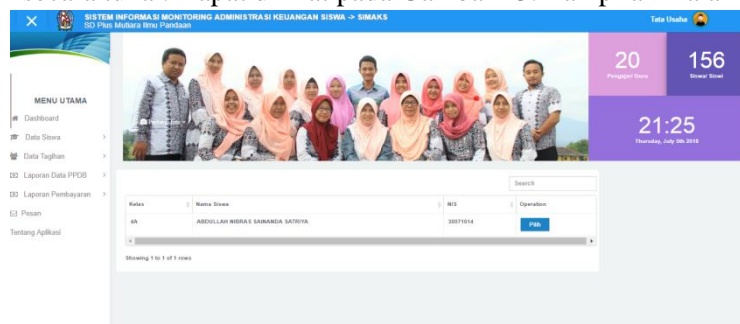 SISTEM INFORMASI MONITORING ADMINISTRASI KEUANGAN SISWA -> SIMAKS
SD Plus Mutiara Ilmu Pandaan
Tata Usaha
MENU UTAMA
Dashboard
Data Siswa
Data Tagihan
Laporan Data PPDB
Laporan Pembayaran
Pesan
Tentang Aplikasi
20
Pengajar/ Guru
156
Siswa/ Siswi
21:25
Thursday, July 5th 2018
Search
Kelas Nama Siswa NIS Operation
4A ABDULLAH NIBRAS SAINANDA SATRIYA 30071014 Pilih
Showing 1 to 1 of 1 rows